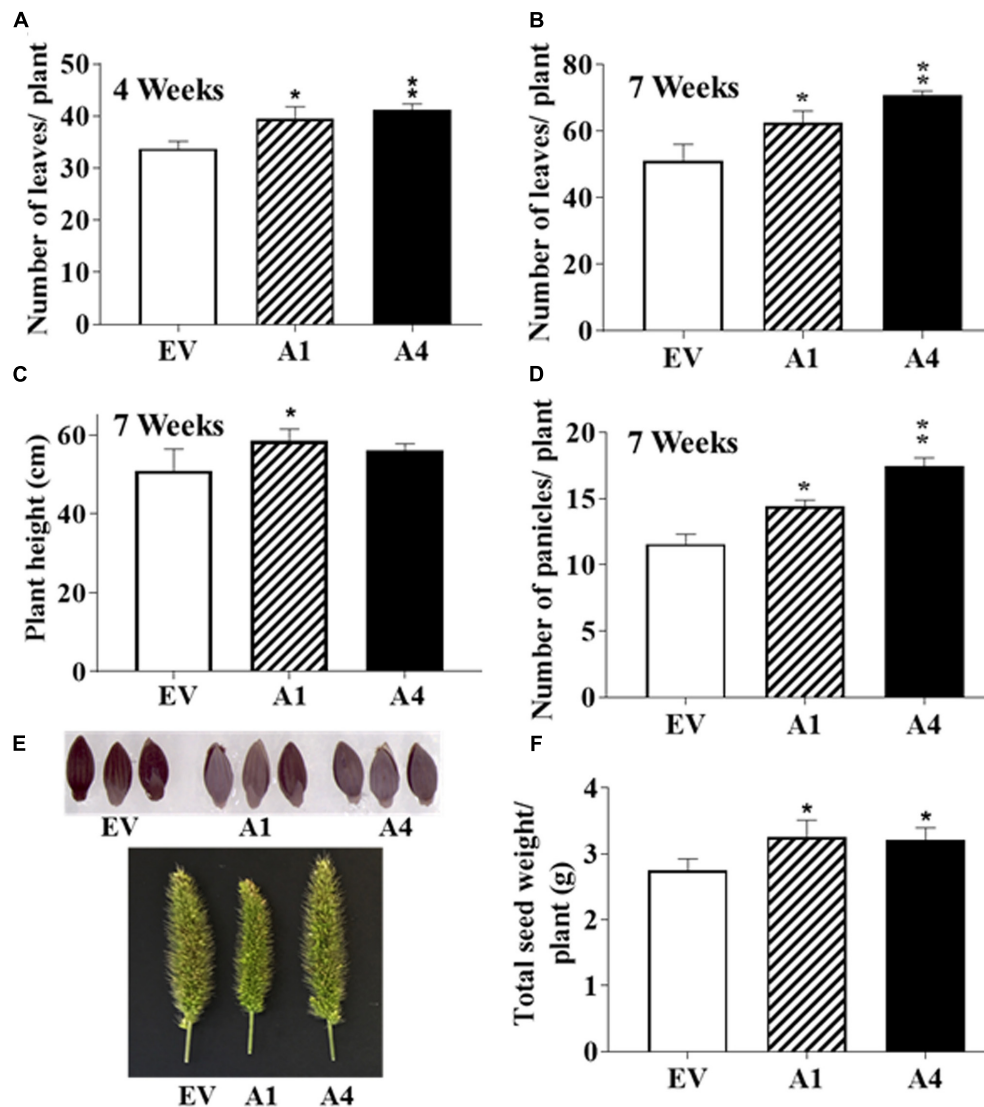 A
Number of leaves/ plant
50
40
30
20
10
0
4 Weeks
*
**
EV A1 A4
B
Number of leaves/ plant
80
60
40
20
0
7 Weeks
*
**
EV A1 A4
C
Plant height (cm)
60
40
20
0
7 Weeks
*
EV A1 A4
D
Number of panicles/ plant
20
15
10
5
0
7 Weeks
*
**
EV A1 A4
E
EV A1 A4
EV A1 A4
F
Total seed weight/
plant (g)
4
3
2
1
0
*
*
EV A1 A4